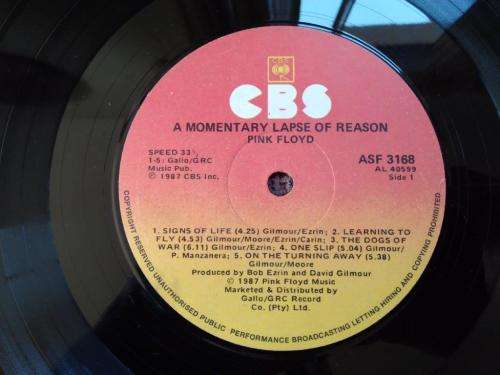 CBS
CBS
A MOMENTARY LAPSE OF REASON
PINK FLOYD
SPEED 33⅓
1-5: Gallo/GRC
Music Pub.
℗ 1987 CBS Inc.
ASF 3168
AL 40599
Side 1
1. SIGNS OF LIFE (4.25) Gilmour/Ezrin; 2. LEARNING TO
FLY (4.53) Gilmour/Moore/Ezrin/Carin; 3. THE DOGS OF
WAR (6.11) Gilmour/Ezrin; 4. ONE SLIP (5.04) Gilmour/
P. Manzanera; 5. ON THE TURNING AWAY (5.38)
Gilmour/Moore
Produced by Bob Ezrin and David Gilmour
℗ 1987 Pink Floyd Music
Marketed & Distributed by
Gallo/GRC Record
Co. (Pty) Ltd.
COPYRIGHT RESERVED UNAUTHORISED PUBLIC PERFORMANCE BROADCASTING LETTING HIRING AND COPYING PROHIBITED